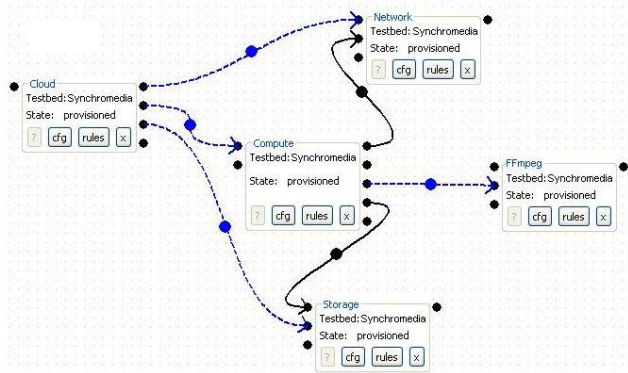 Network
Testbed: Synchromedia
State: provisioned
? cfg rules x
Cloud
Testbed: Synchromedia
State: provisioned
? cfg rules x
Compute
Testbed: Synchromedia
State: provisioned
? cfg rules x
FFmpeg
Testbed: Synchromedia
State: provisioned
? cfg rules x
Storage
Testbed: Synchromedia
State: provisioned
? cfg rules x